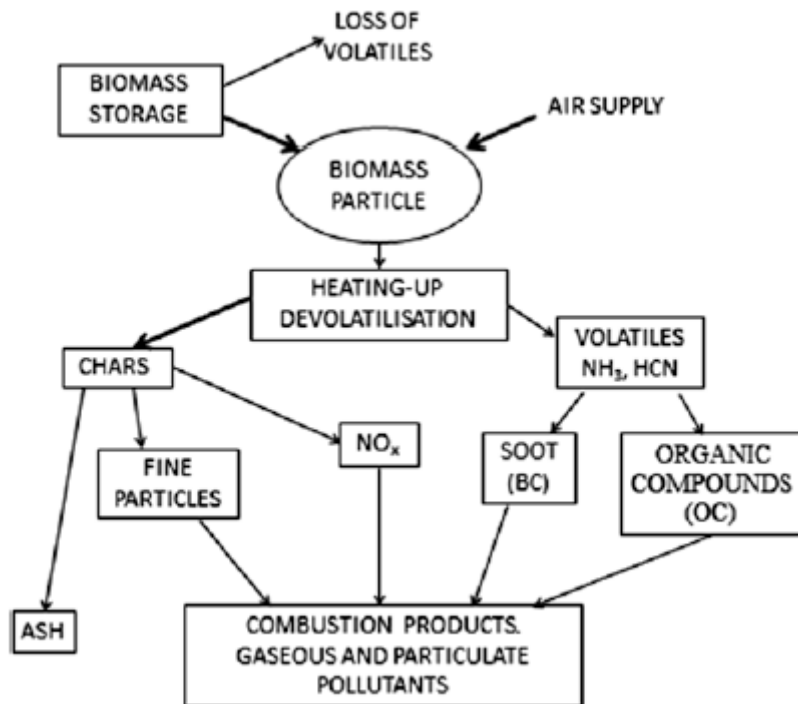 LOSS OF
VOLATILES
BIOMASS
STORAGE
AIR SUPPLY
BIOMASS
PARTICLE
HEATING-UP
DEVOLATILISATION
VOLATILES
NH₃, HCN
CHARS
NOₓ
SOOT
(BC)
ORGANIC
COMPOUNDS
(OC)
FINE
PARTICLES
ASH
COMBUSTION PRODUCTS.
GASEOUS AND PARTICULATE
POLLUTANTS